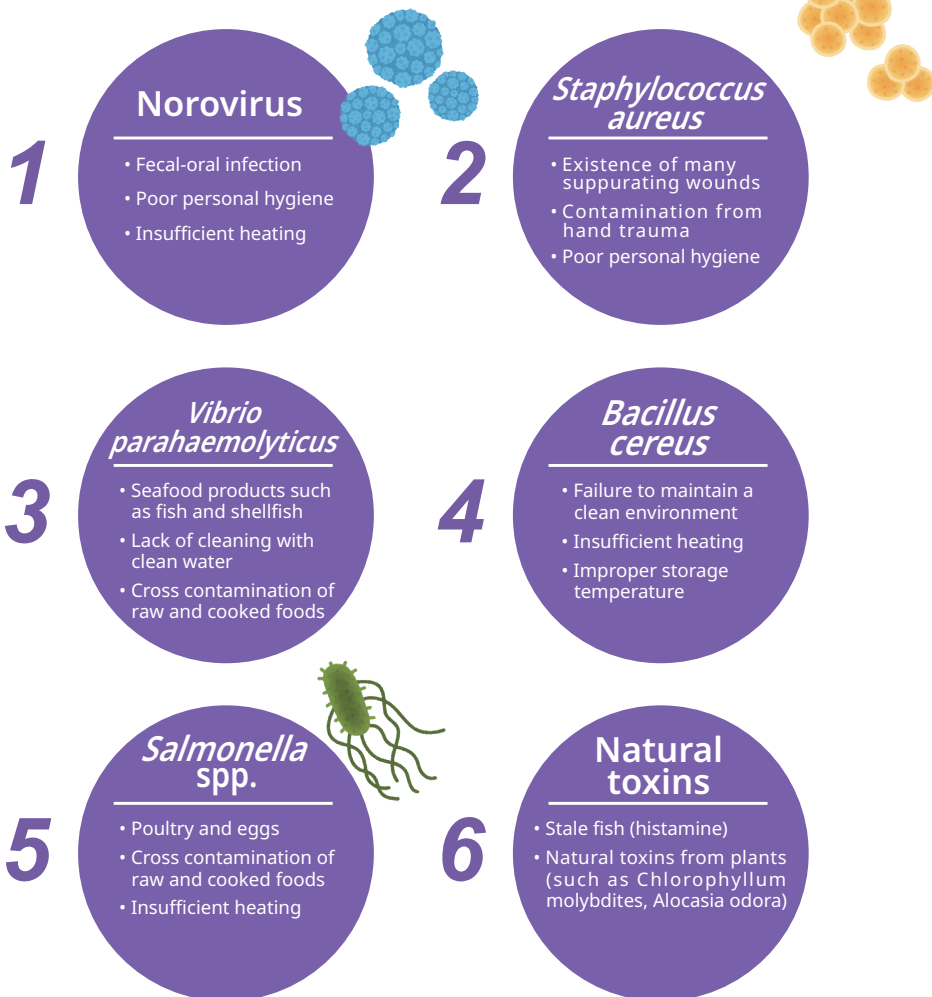 1
Norovirus
• Fecal-oral infection
• Poor personal hygiene
• Insufficient heating
2
Staphylococcus
aureus
• Existence of many
suppurating wounds
• Contamination from
hand trauma
• Poor personal hygiene
3
Vibrio
parahaemolyticus
• Seafood products such
as fish and shellfish
• Lack of cleaning with
clean water
• Cross contamination of
raw and cooked foods
4
Bacillus
cereus
• Failure to maintain a
clean environment
• Insufficient heating
• Improper storage
temperature
5
Salmonella
spp.
• Poultry and eggs
• Cross contamination of
raw and cooked foods
• Insufficient heating
6
Natural
toxins
• Stale fish (histamine)
• Natural toxins from plants
(such as Chlorophyllum
molybdites, Alocasia odora)